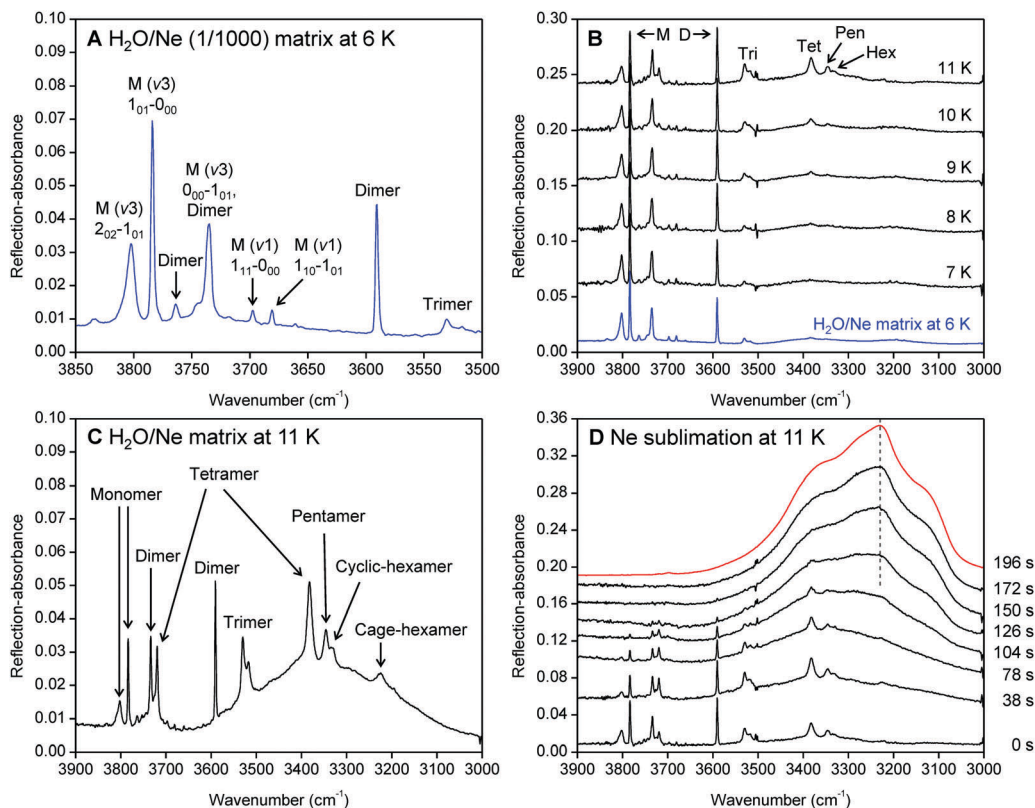 A H₂O/Ne (1/1000) matrix at 6 K
M (v3)
1₀₁-0₀₀
M (v3)
0₀₀-1₀₁,
Dimer
M (v3)
2₀₂-1₀₁
Dimer
M (v1)
1₁₁-0₀₀
M (v1)
1₁₀-1₀₁
Dimer
Trimer
0.10
0.09
0.08
0.07
0.06
0.05
0.04
0.03
0.02
0.01
0.00
Reflection-absorbance
3850 3800 3750 3700 3650 3600 3550 3500
Wavenumber (cm⁻¹)
B
← M D →
Tri
Tet
Pen
Hex
11 K
10 K
9 K
8 K
7 K
H₂O/Ne matrix at 6 K
0.30
0.25
0.20
0.15
0.10
0.05
0.00
Reflection-absorbance
3900 3800 3700 3600 3500 3400 3300 3200 3100 3000
Wavenumber (cm⁻¹)
C H₂O/Ne matrix at 11 K
Tetramer
Monomer
Pentamer
Dimer
Dimer
Cyclic-hexamer
Trimer
Cage-hexamer
0.10
0.09
0.08
0.07
0.06
0.05
0.04
0.03
0.02
0.01
0.00
Reflection-absorbance
3900 3800 3700 3600 3500 3400 3300 3200 3100 3000
Wavenumber (cm⁻¹)
D Ne sublimation at 11 K
196 s
172 s
150 s
126 s
104 s
78 s
38 s
0 s
0.36
0.32
0.28
0.24
0.20
0.16
0.12
0.08
0.04
0.00
Reflection-absorbance
3900 3800 3700 3600 3500 3400 3300 3200 3100 3000
Wavenumber (cm⁻¹)